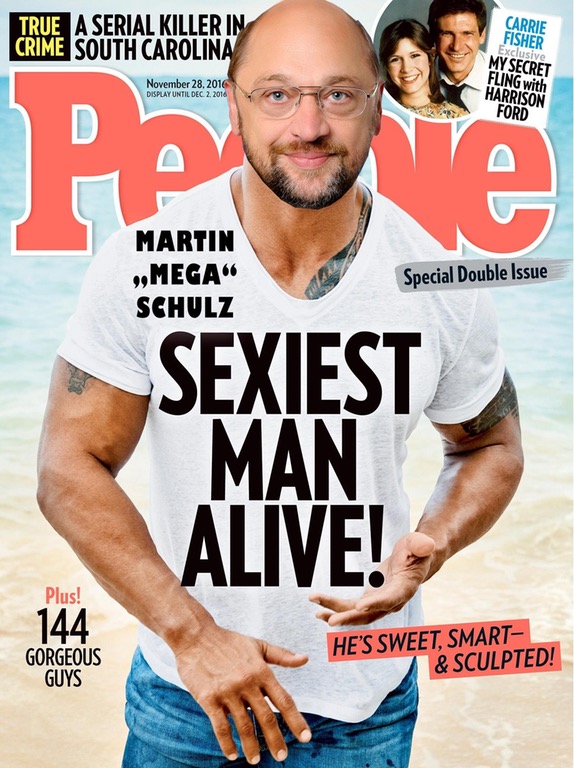 TRUE
CRIME
A SERIAL KILLER IN
SOUTH CAROLINA
CARRIE
FISHER
Exclusive
MY SECRET
FLING with
HARRISON
FORD
November 28, 2016
DISPLAY UNTIL DEC. 2, 2016
People
MARTIN
„MEGA“
SCHULZ
Special Double Issue
SEXIEST
MAN
ALIVE!
Plus!
144
GORGEOUS
GUYS
HE'S SWEET, SMART–
& SCULPTED!